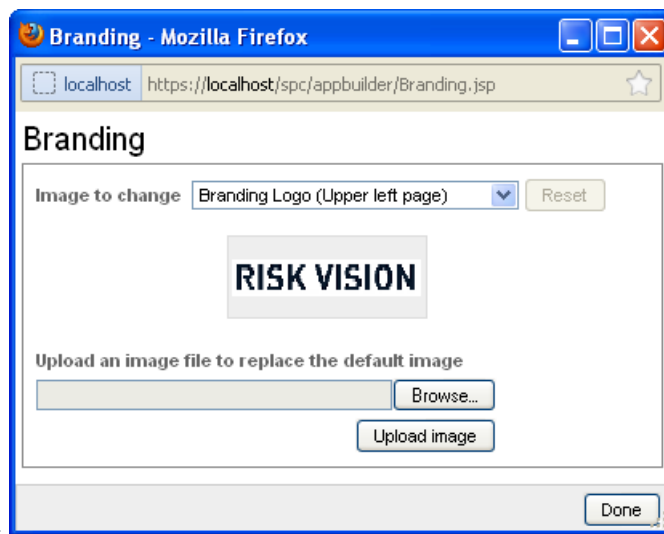 Branding - Mozilla Firefox
localhost https://localhost/spc/appbuilder/Branding.jsp
Branding
Image to change Branding Logo (Upper left page) Reset
RISK VISION
Upload an image file to replace the default image
Browse...
Upload image
Done